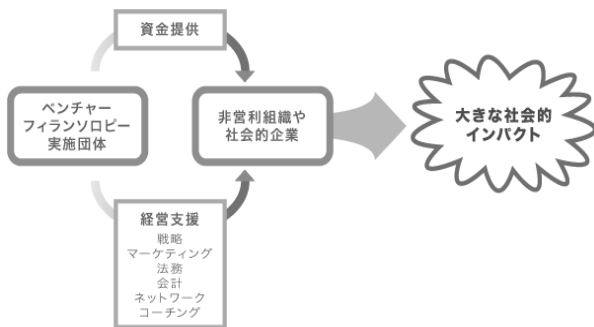 資金提供
ベンチャー
フィランソロピー
実施団体
非営利組織や
社会的企業
大きな社会的
インパクト
経営支援
戦略
マーケティング
法務
会計
ネットワーク
コーチング